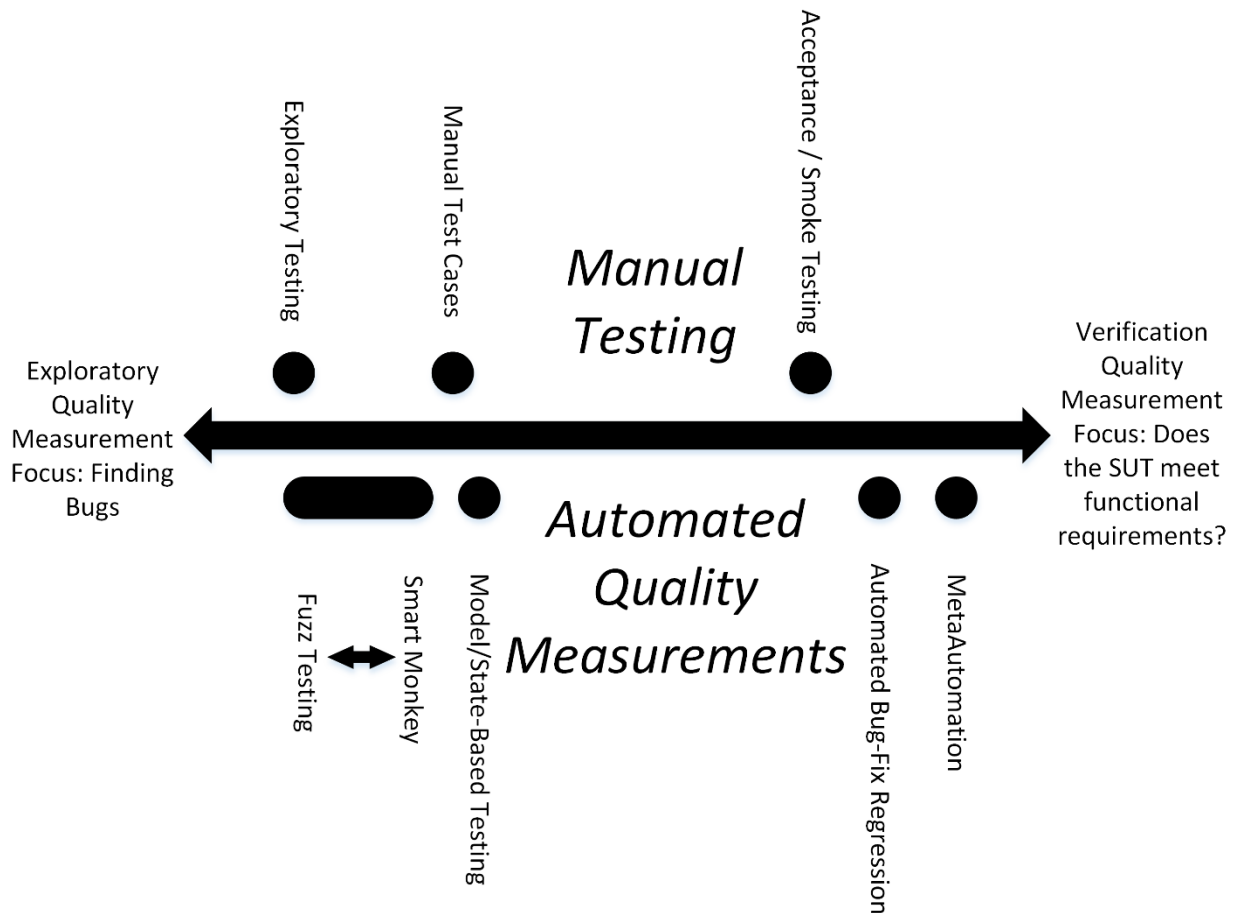 Exploratory Testing
Manual Test Cases
Acceptance / Smoke Testing
Manual
Testing
Exploratory
Quality
Measurement
Focus: Finding
Bugs
Verification
Quality
Measurement
Focus: Does
the SUT meet
functional
requirements?
Automated
Quality
Measurements
Fuzz Testing
Smart Monkey
Model/State-Based Testing
Automated Bug-Fix Regression
MetaAutomation